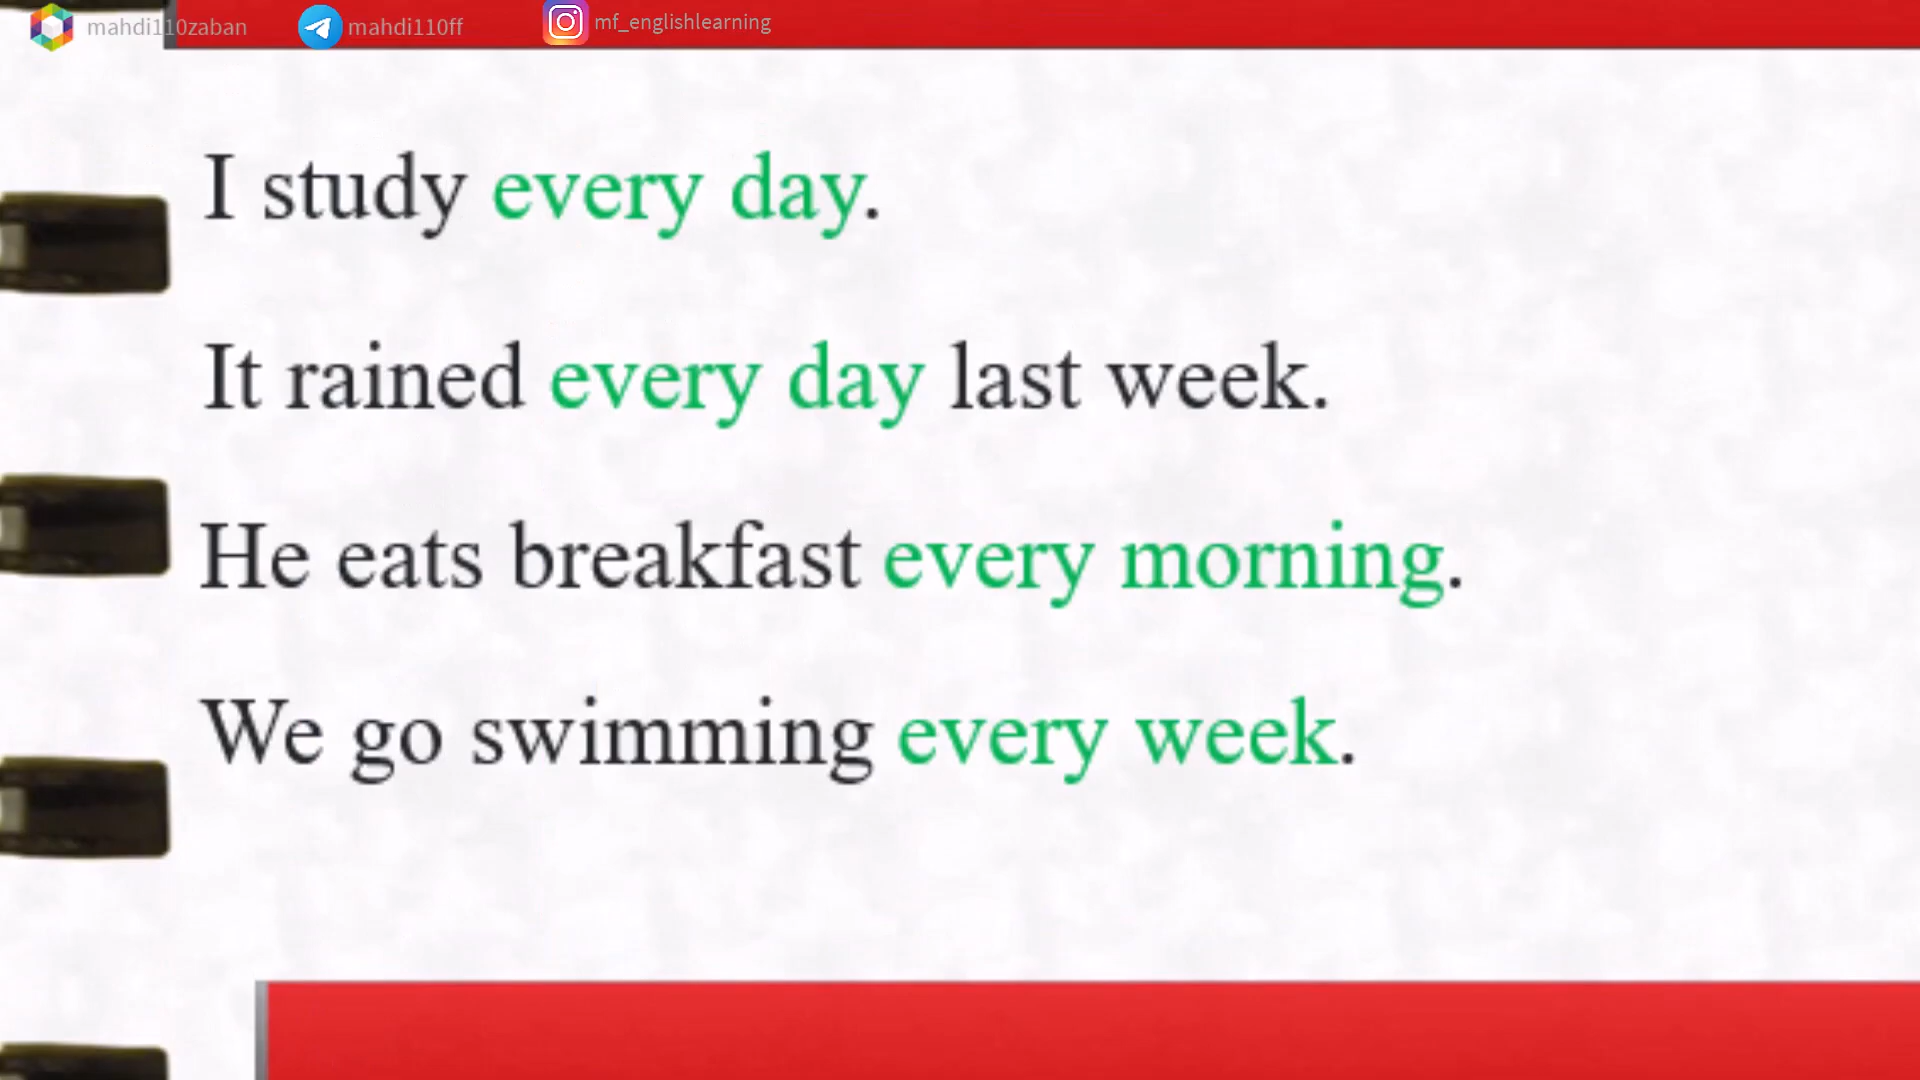 mahdi110zaban mahdi110ff mf_englishlearning
I study every day.
It rained every day last week.
He eats breakfast every morning.
We go swimming every week.